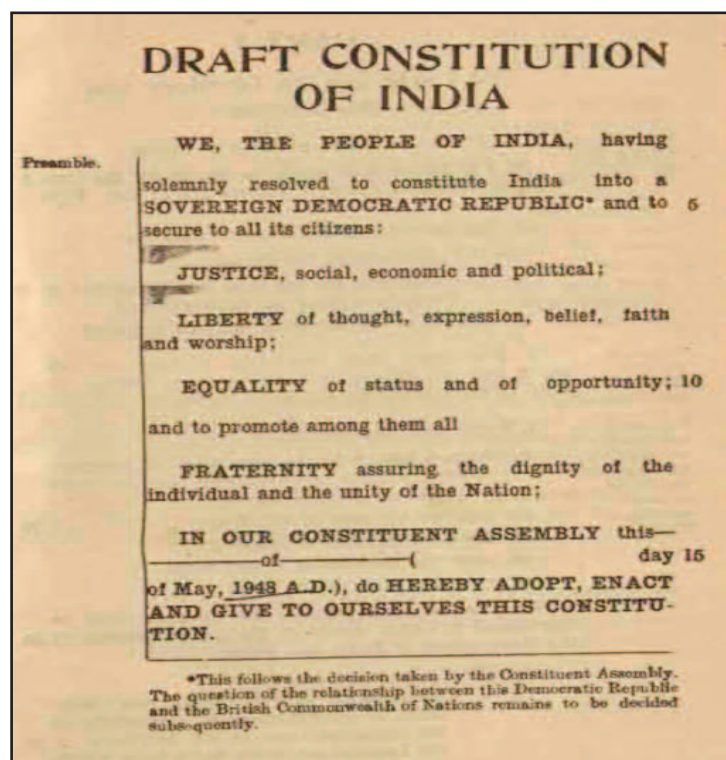 DRAFT CONSTITUTION
OF INDIA
WE, THE PEOPLE OF INDIA, having
Preamble.
solemnly resolved to constitute India into a
SOVEREIGN DEMOCRATIC REPUBLIC* and to 5
secure to all its citizens:
JUSTICE, social, economic and political;
LIBERTY of thought, expression, belief, faith
and worship;
EQUALITY of status and of opportunity; 10
and to promote among them all
FRATERNITY assuring the dignity of the
individual and the unity of the Nation;
IN OUR CONSTITUENT ASSEMBLY this—
————of————( day 15
of May, 1948 A.D.), do HEREBY ADOPT, ENACT
AND GIVE TO OURSELVES THIS CONSTITU-
TION.
*This follows the decision taken by the Constituent Assembly.
The question of the relationship between this Democratic Republic
and the British Commonwealth of Nations remains to be decided
subsequently.